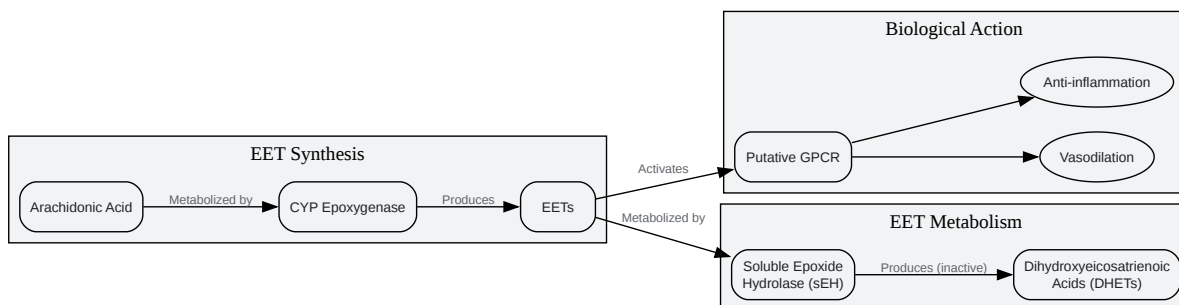 EET Synthesis
Arachidonic Acid
Metabolized by
CYP Epoxygenase
Produces
EETs
Activates
Metabolized by
Biological Action
Putative GPCR
Anti-inflammation
Vasodilation
EET Metabolism
Soluble Epoxide
Hydrolase (sEH)
Produces (inactive)
Dihydroxyeicosatrienoic
Acids (DHETs)